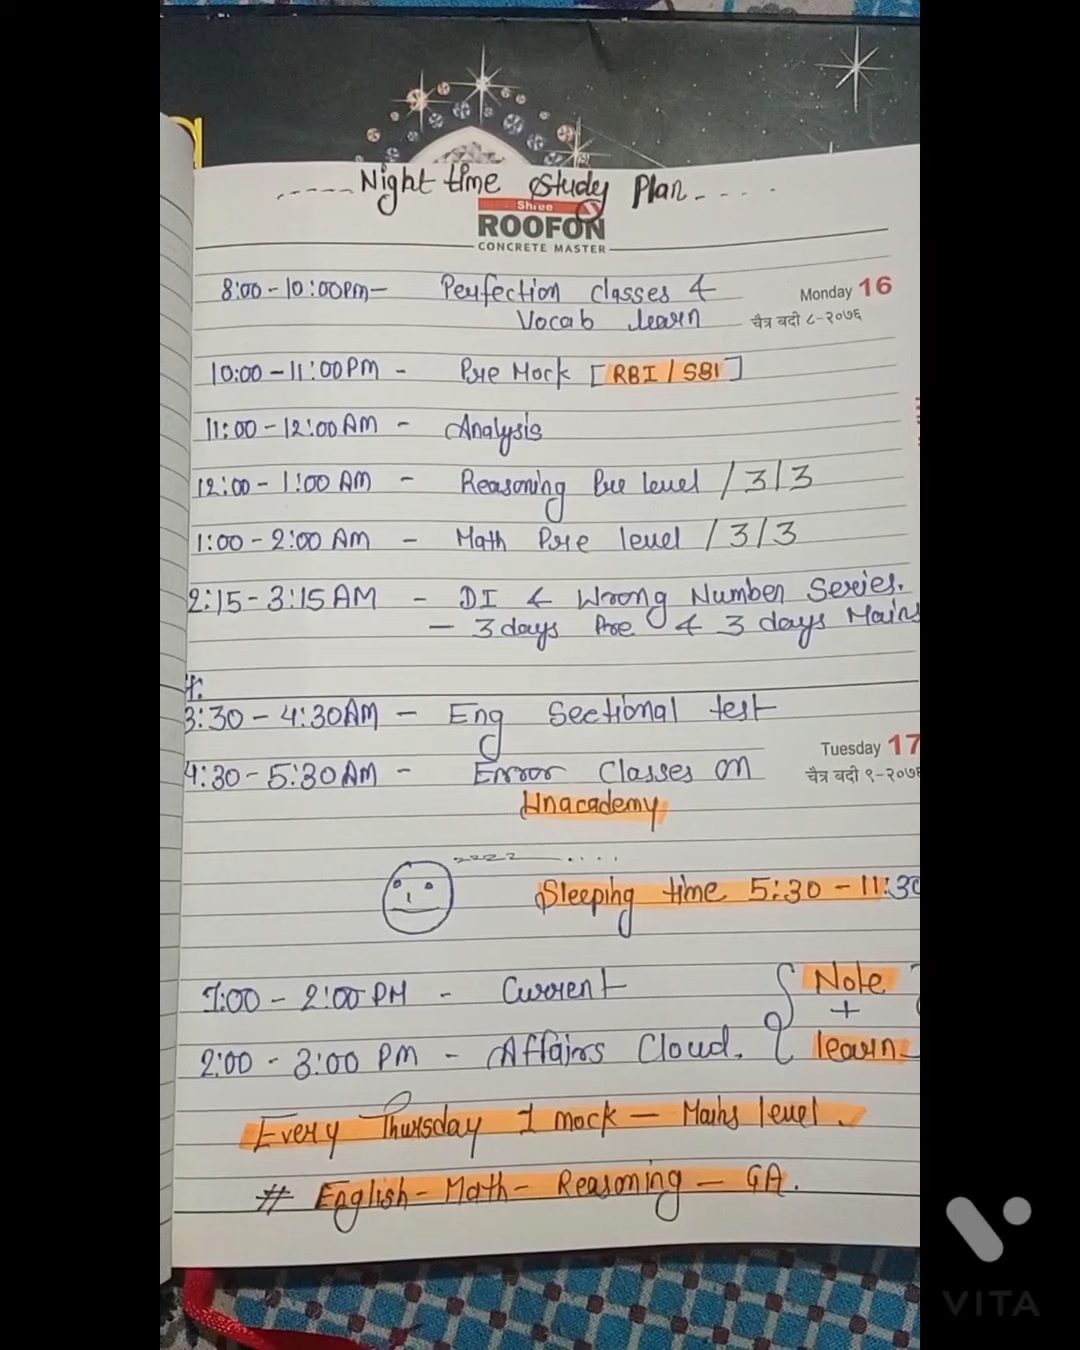 Night time Study Plan
Shree
ROOFON
CONCRETE MASTER
8:00-10:00PM- Perfection Classes &
Vocab learn
Monday 16
चैत्र बदी ८-२०७६
10:00-11:00PM - Pre Mock [RBI / SBI]
11:00-12:00AM - Analysis
12:00-1:00 AM - Reasoning Pre level / 3/3
1:00-2:00 AM - Math Pre level / 3/3
2:15-3:15AM - DI & Wrong Number Series.
- 3 days Pre & 3 days Mains
3:30-4:30AM - Eng Sectional test
Tuesday 17
चैत्र बदी ९-२०७६
4:30-5:30AM - Error Classes on
Unacademy
zzzz
Sleeping time 5:30-11:30
1:00-2:00 PM - Current { Note
+
2:00-3:00 PM - Affairs Cloud. learn
Every Thursday 1 mock - Mains level.
# English-Math-Reasoning-GA.
VITA